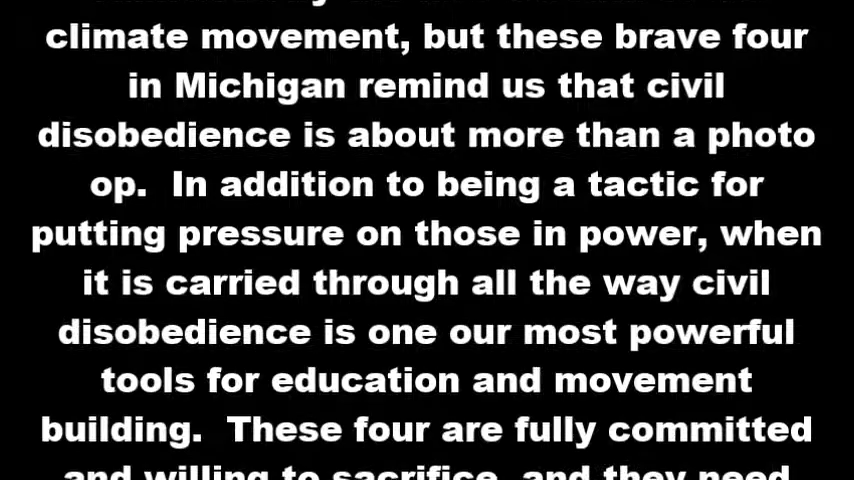 climate movement, but these brave four
in Michigan remind us that civil
disobedience is about more than a photo
op.  In addition to being a tactic for
putting pressure on those in power, when
it is carried through all the way civil
disobedience is one our most powerful
tools for education and movement
building.  These four are fully committed
and willing to sacrifice, and they need